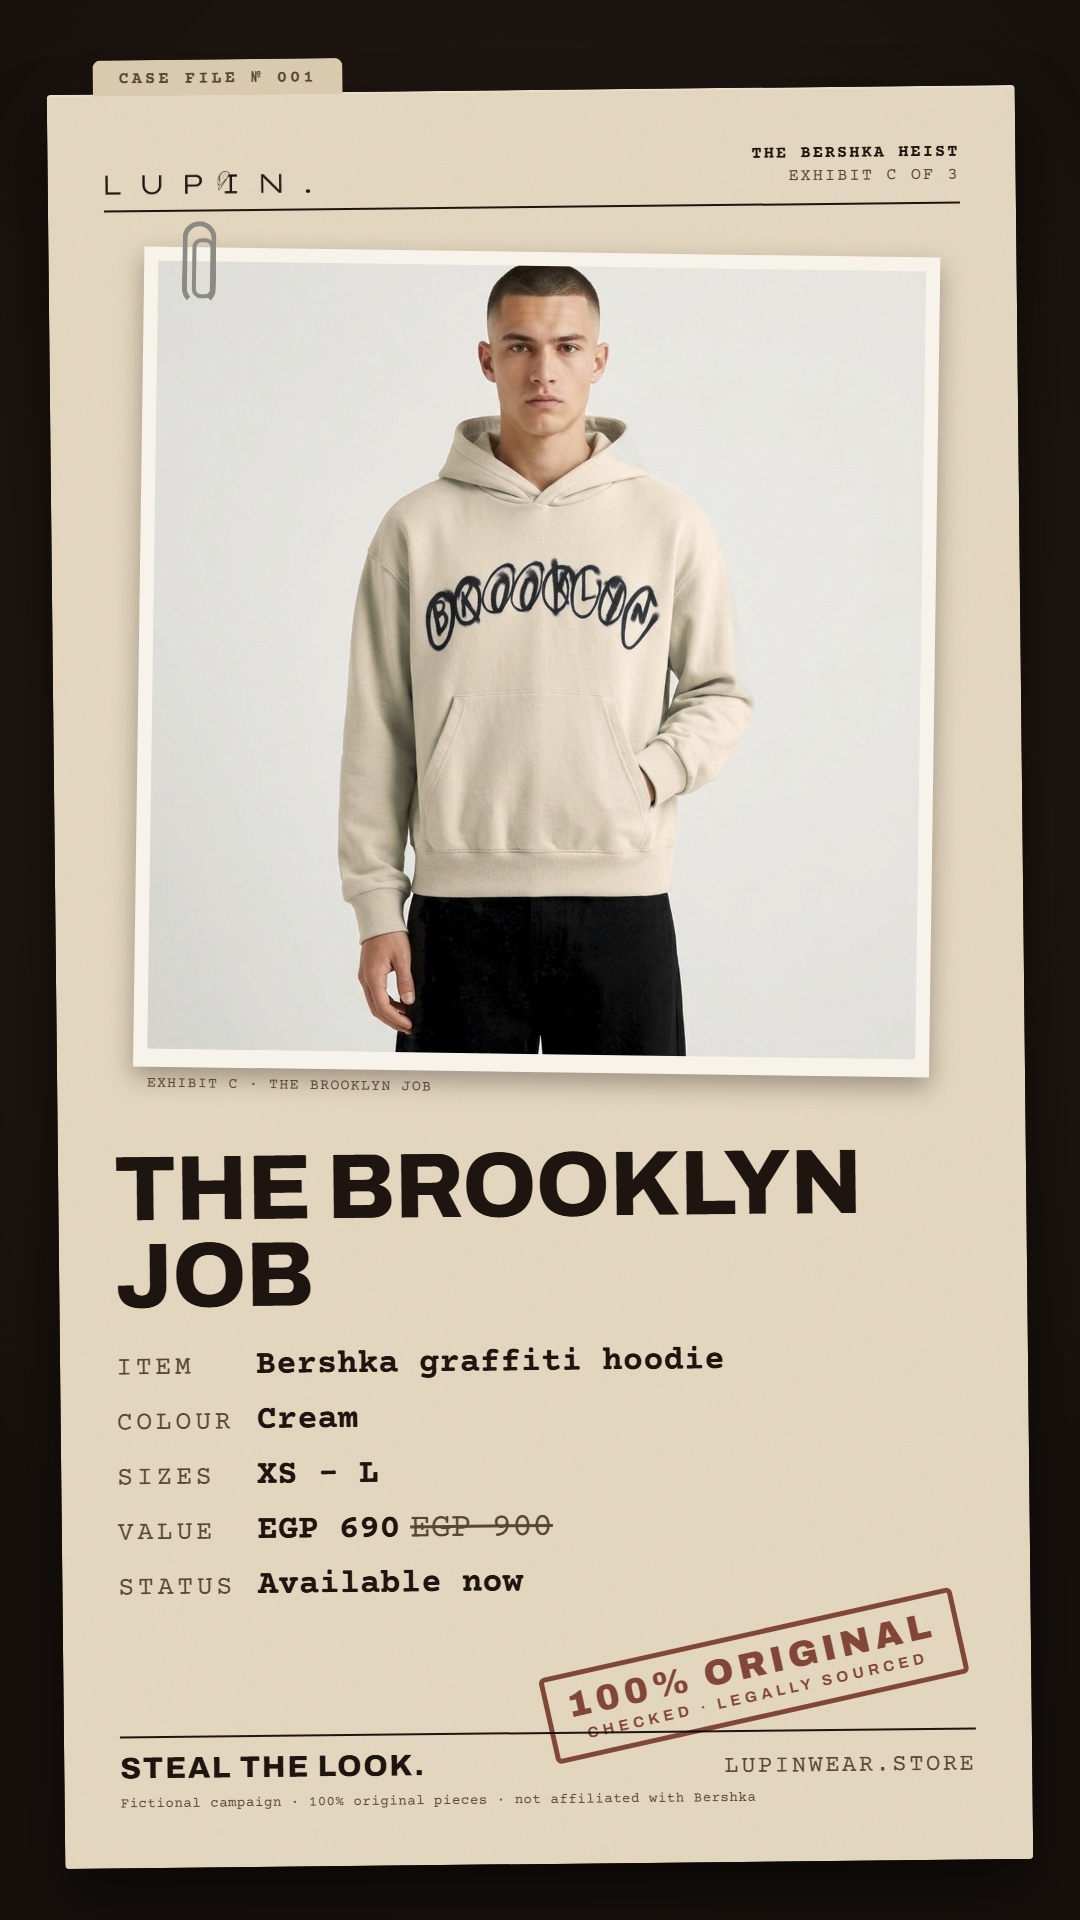 CASE FILE № 001
THE BERSHKA HEIST
LUPIN.
EXHIBIT C OF 3
BROOKLYN
EXHIBIT C · THE BROOKLYN JOB
THE BROOKLYN
JOB
ITEM Bershka graffiti hoodie
COLOUR Cream
SIZES XS – L
VALUE EGP 690 EGP 900
STATUS Available now
100% ORIGINAL
CHECKED · LEGALLY SOURCED
STEAL THE LOOK.
LUPINWEAR.STORE
Fictional campaign · 100% original pieces · not affiliated with Bershka